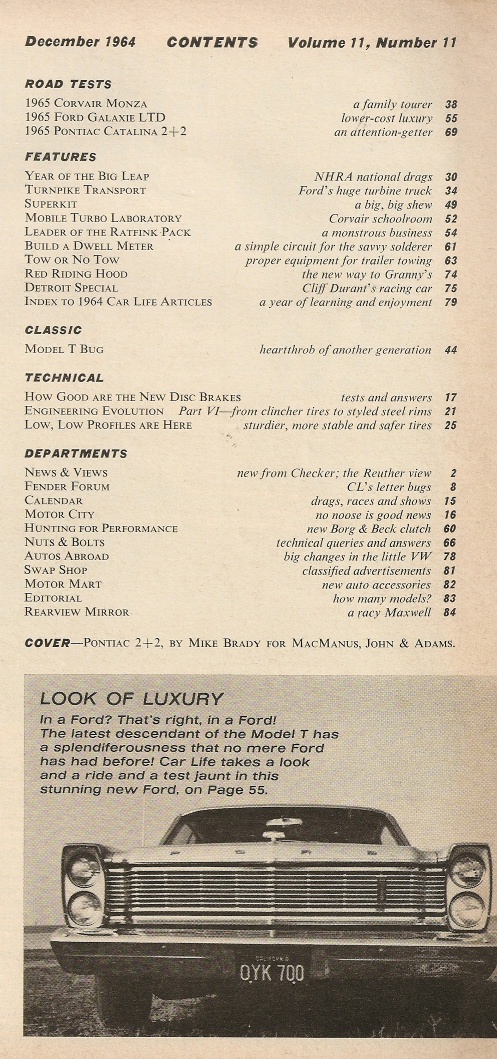 December 1964 CONTENTS Volume 11, Number 11
ROAD TESTS
1965 Corvair Monza a family tourer 38
1965 Ford Galaxie LTD lower-cost luxury 55
1965 Pontiac Catalina 2+2 an attention-getter 69
FEATURES
Year of the Big Leap NHRA national drags 30
Turnpike Transport Ford's huge turbine truck 34
Superkit a big, big shew 49
Mobile Turbo Laboratory Corvair schoolroom 52
Leader of the Ratfink Pack a monstrous business 54
Build a Dwell Meter a simple circuit for the savvy solderer 61
Tow or No Tow proper equipment for trailer towing 63
Red Riding Hood the new way to Granny's 74
Detroit Special Cliff Durant's racing car 75
Index to 1964 Car Life Articles a year of learning and enjoyment 79
CLASSIC
Model T Bug heartthrob of another generation 44
TECHNICAL
How Good are the New Disc Brakes tests and answers 17
Engineering Evolution Part VI—from clincher tires to styled steel rims 21
Low, Low Profiles are Here sturdier, more stable and safer tires 25
DEPARTMENTS
News & Views new from Checker; the Reuther view 2
Fender Forum CL's letter bugs 8
Calendar drags, races and shows 15
Motor City no noose is good news 16
Hunting for Performance new Borg & Beck clutch 60
Nuts & Bolts technical queries and answers 66
Autos Abroad big changes in the little VW 78
Swap Shop classified advertisements 81
Motor Mart new auto accessories 82
Editorial how many models? 83
Rearview Mirror a racy Maxwell 84
COVER—Pontiac 2+2, by Mike Brady for MacManus, John & Adams.
LOOK OF LUXURY
In a Ford? That's right, in a Ford!
The latest descendant of the Model T has
a splendiferousness that no mere Ford
has had before! Car Life takes a look
and a ride and a test jaunt in this
stunning new Ford, on Page 55.
FORD
CALIFORNIA
OYK 700